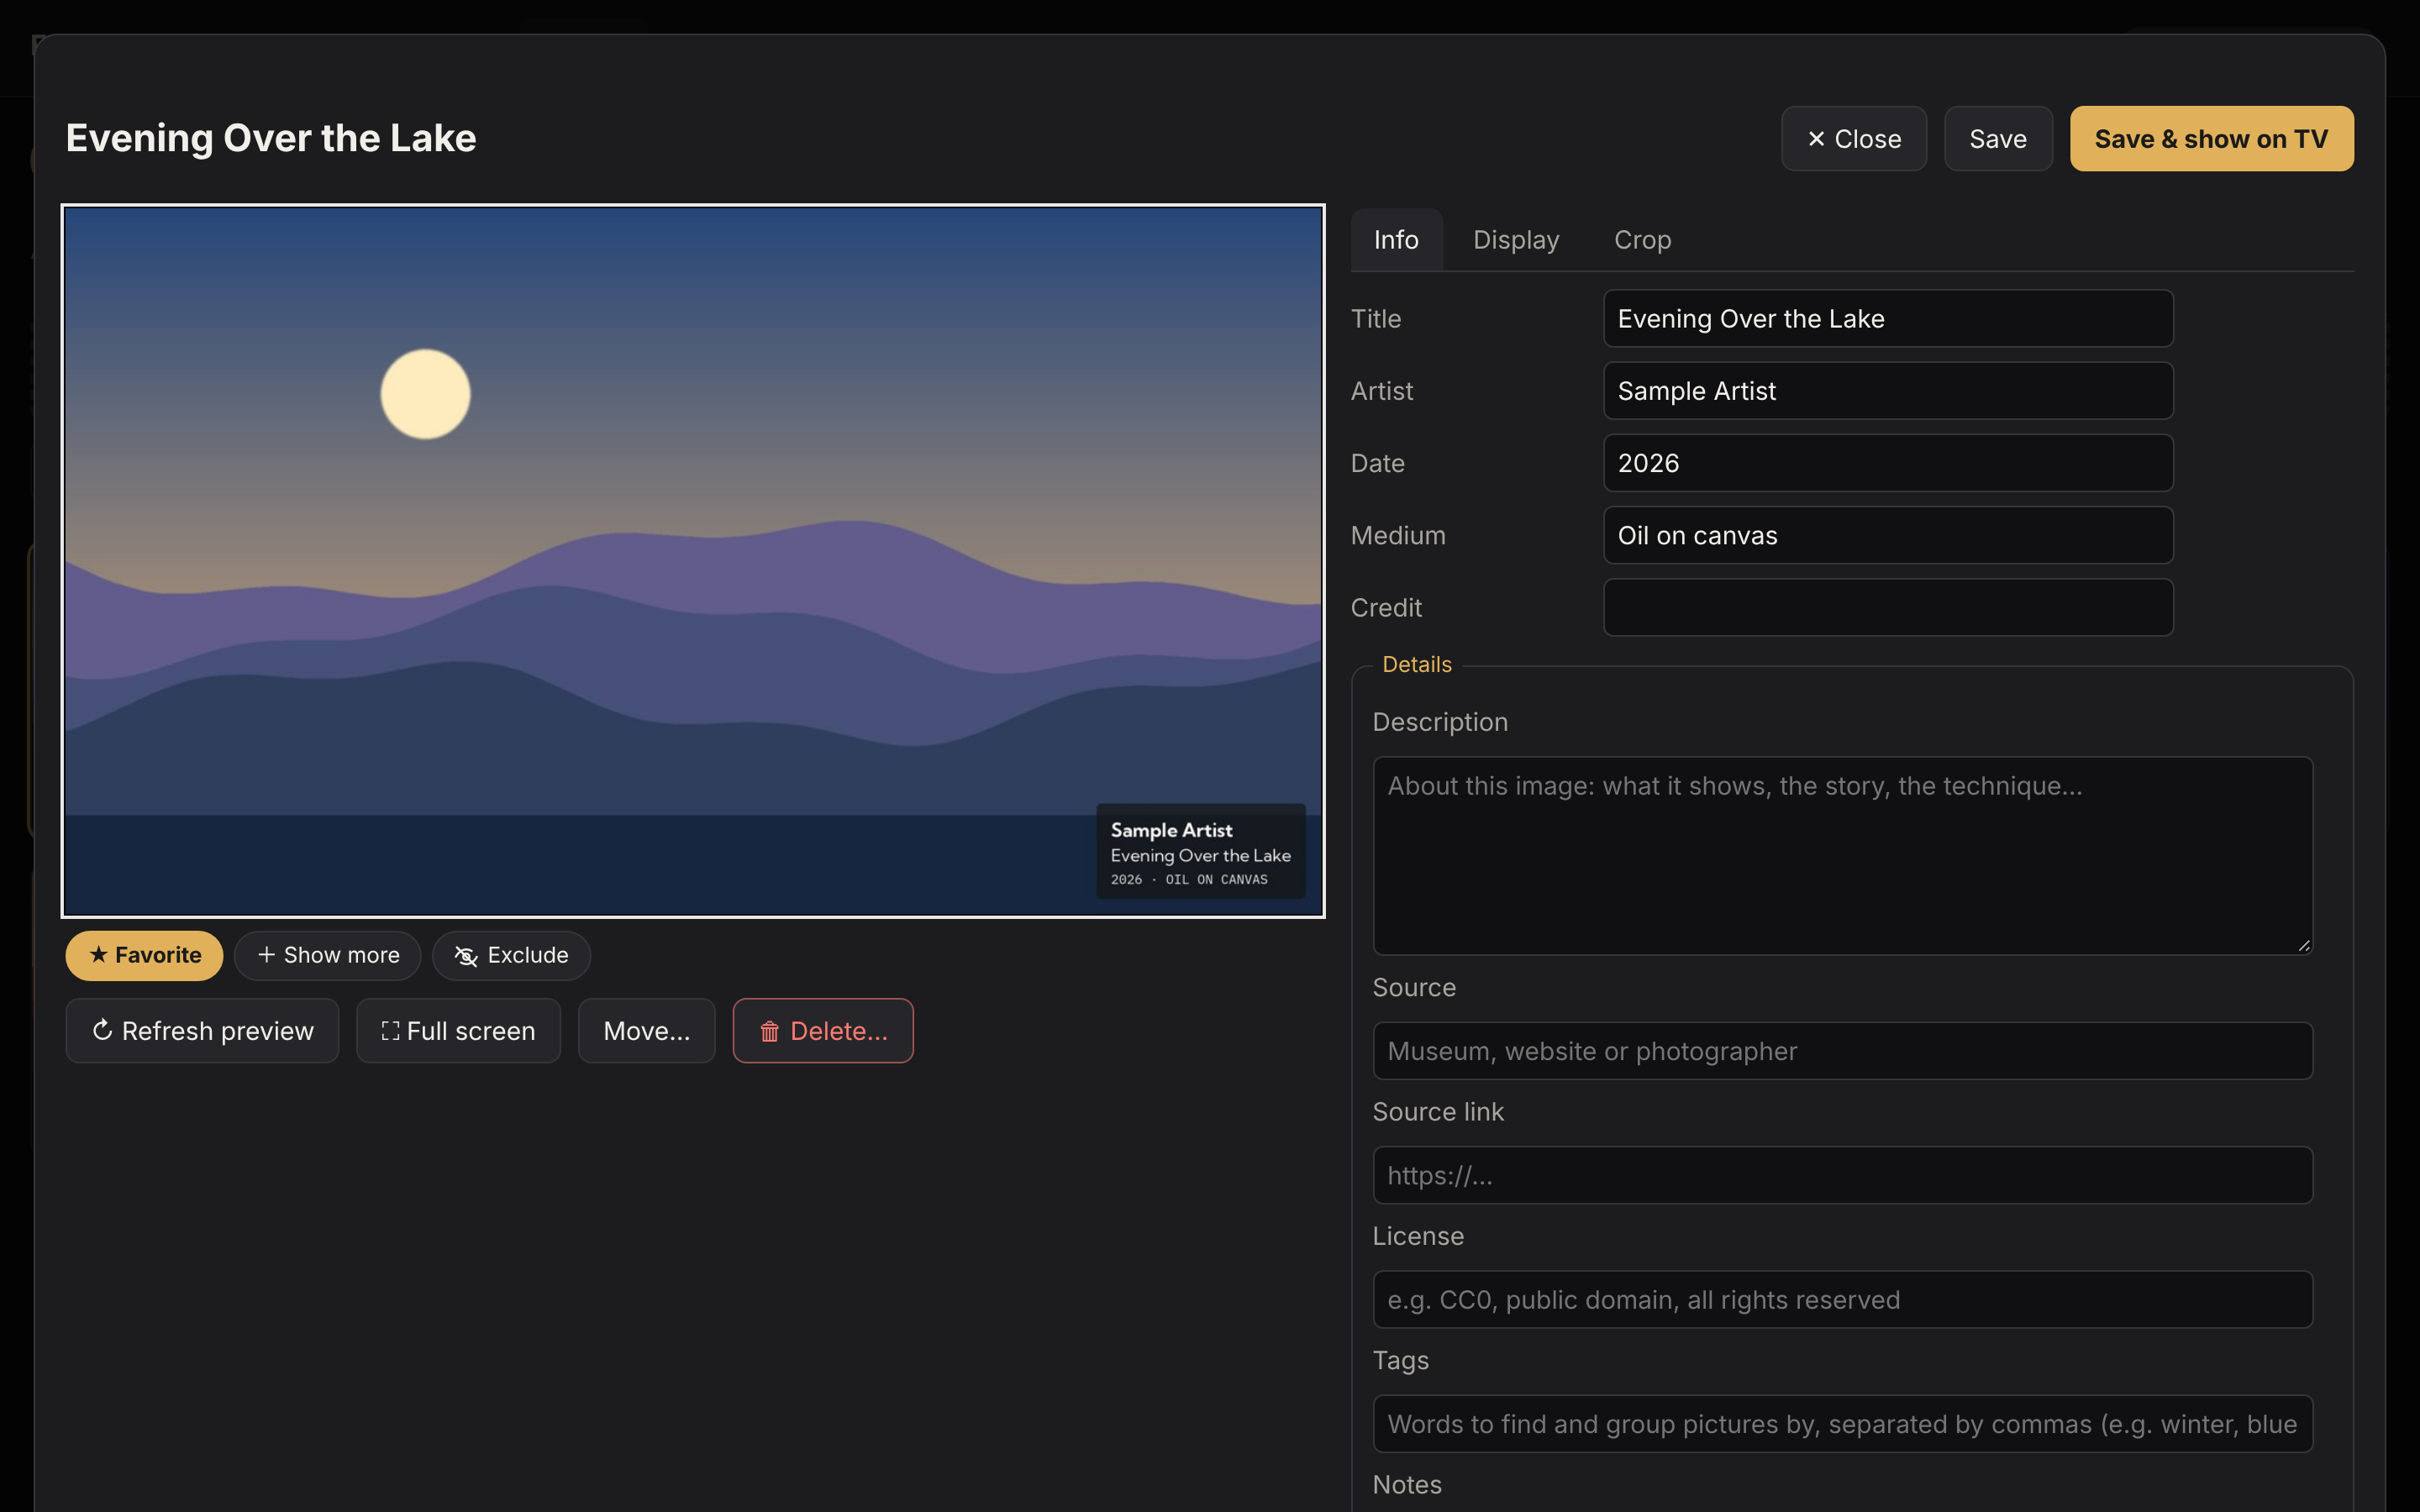 Evening Over the Lake
✕ Close
Save
Save & show on TV
Sample Artist
Evening Over the Lake
2026 · OIL ON CANVAS
★ Favorite
+ Show more
Exclude
Refresh preview
Full screen
Move...
Delete...
Info
Display
Crop
Title
Evening Over the Lake
Artist
Sample Artist
Date
2026
Medium
Oil on canvas
Credit
Details
Description
About this image: what it shows, the story, the technique...
Source
Museum, website or photographer
Source link
https://...
License
e.g. CC0, public domain, all rights reserved
Tags
Words to find and group pictures by, separated by commas (e.g. winter, blue
Notes